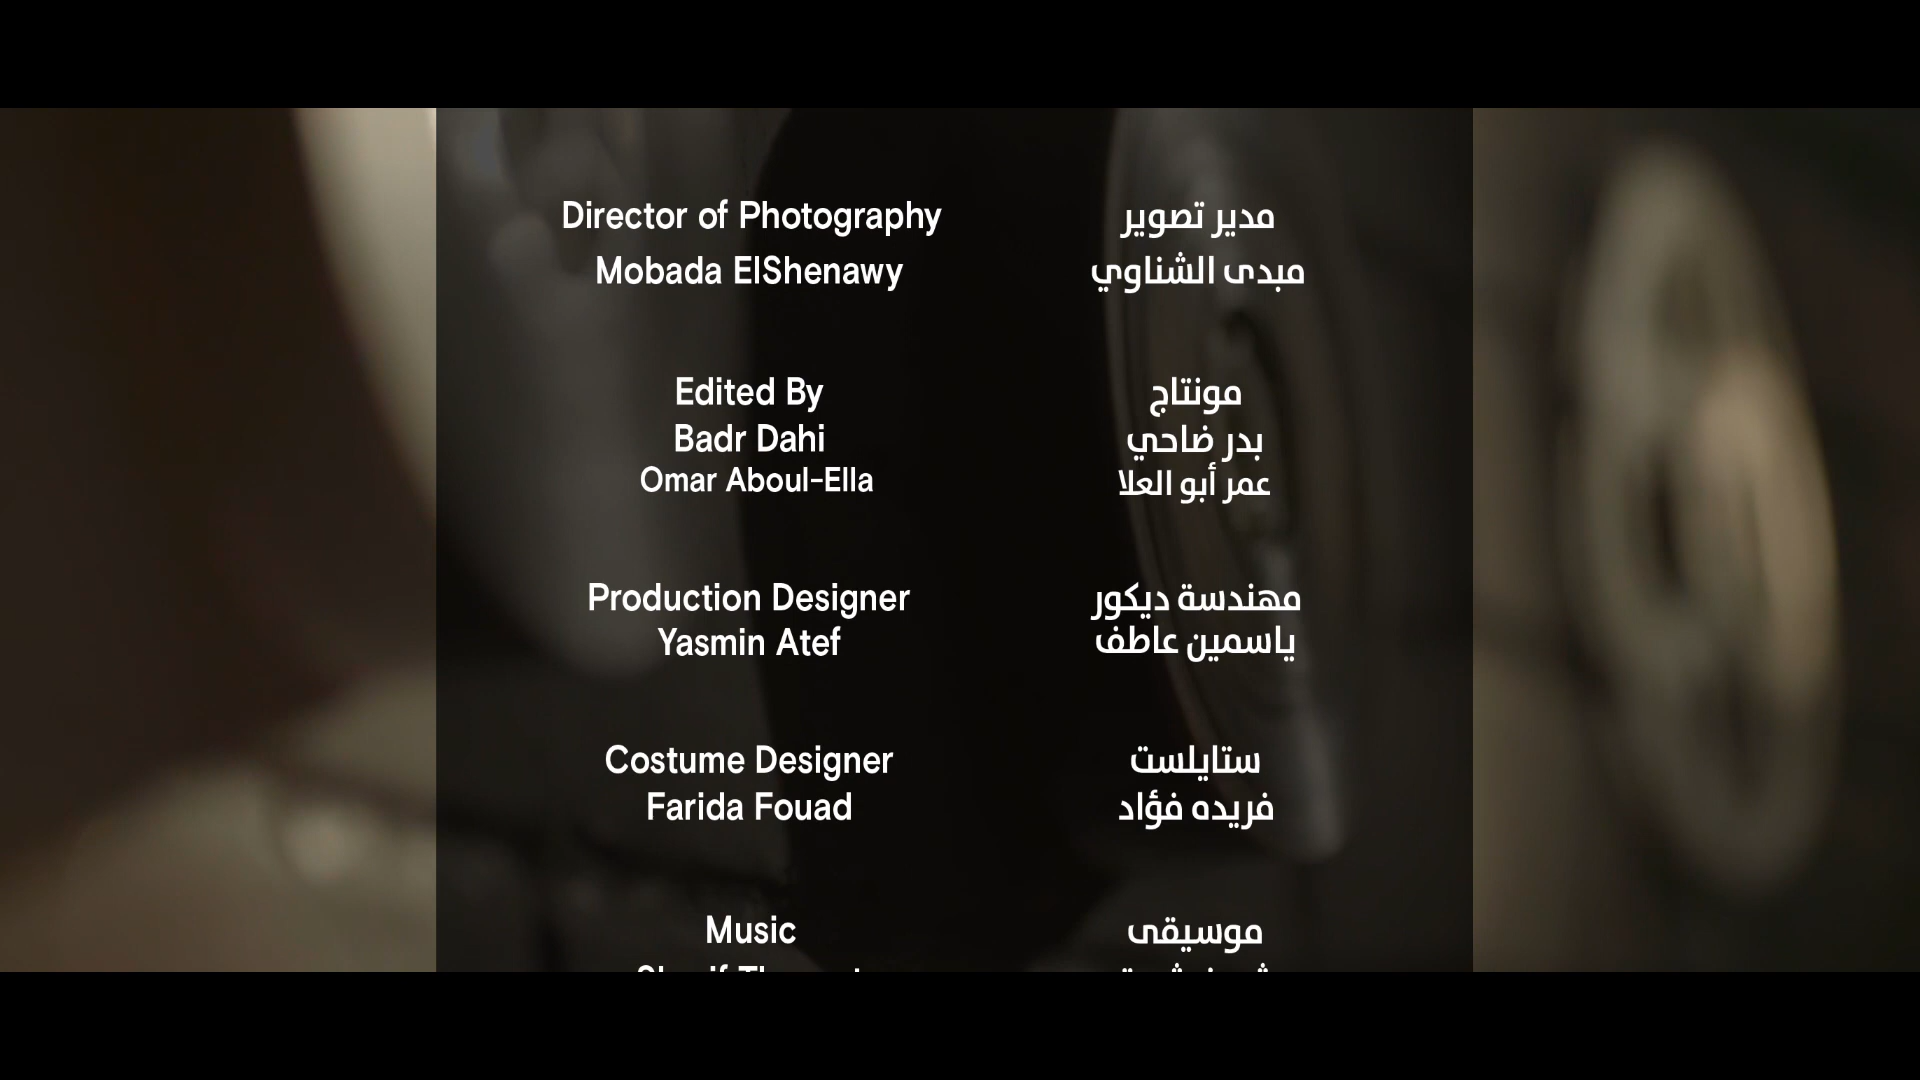 Director of Photography
مدير تصوير
Mobada ElShenawy
مبدى الشناوي
Edited By
مونتاج
Badr Dahi
بدر ضاحي
Omar Aboul-Ella
عمر أبو العلا
Production Designer
مهندسة ديكور
Yasmin Atef
ياسمين عاطف
Costume Designer
ستايلست
Farida Fouad
فريده فؤاد
Music
موسيقى